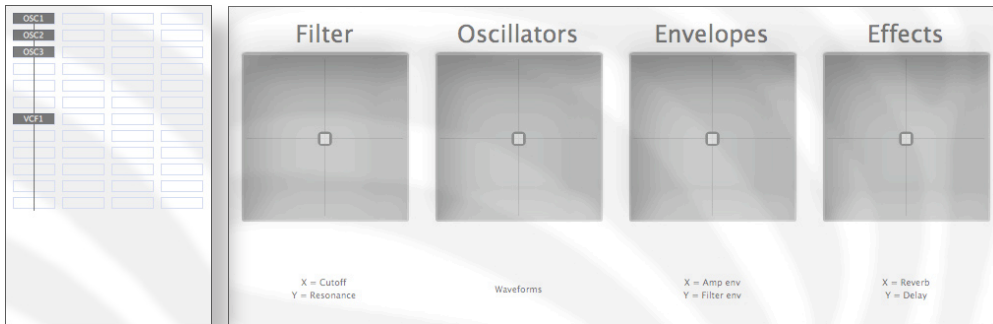 OSC1
OSC2
OSC3
VCF1
Filter
Oscillators
Envelopes
Effects
X = Cutoff
Y = Resonance
Waveforms
X = Amp env
Y = Filter env
X = Reverb
Y = Delay